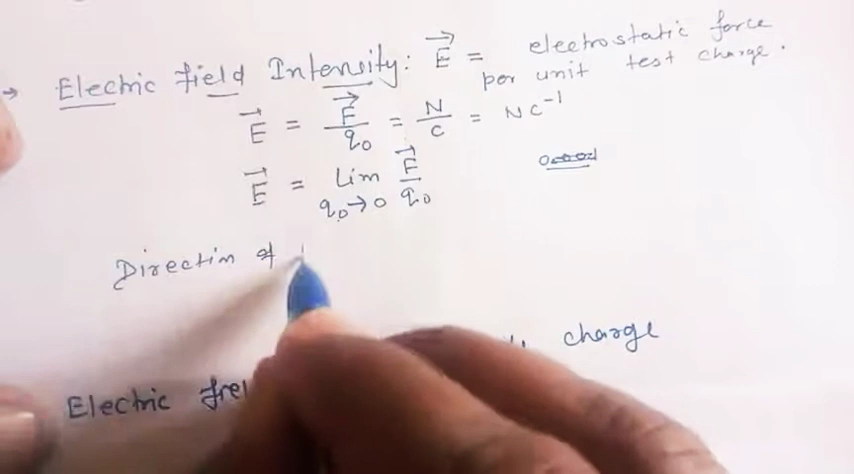 → Electric field Intensity: E⃗ = electrostatic force
per unit test charge.
E⃗ = F⃗/q₀ = N/C = NC⁻¹
E⃗ = Lim q₀→0 F⃗/q₀
Direction of
charge
Electric